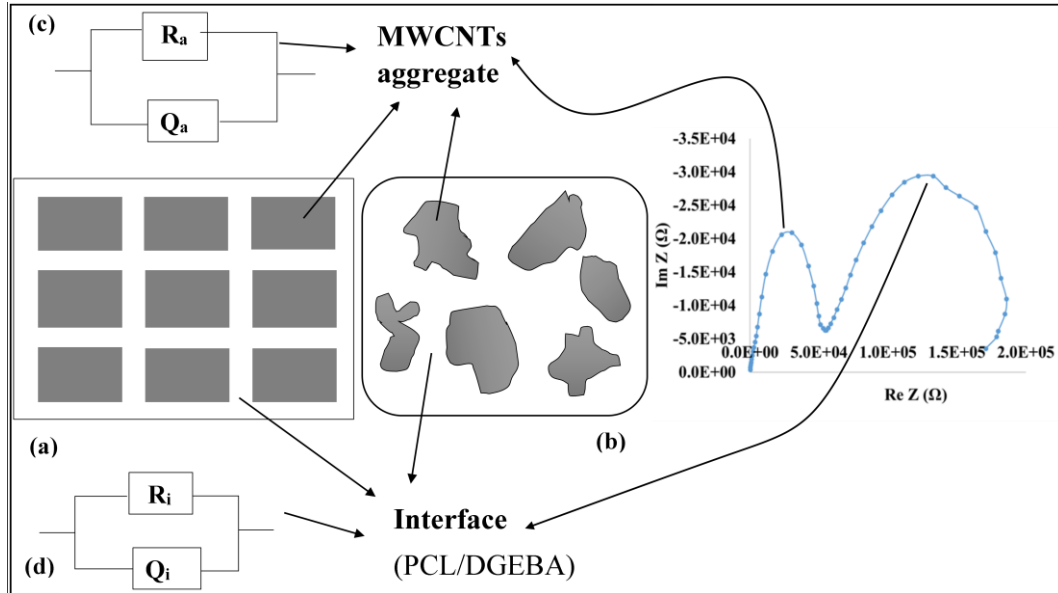 (c)
Rₐ
Qₐ
MWCNTs
aggregate
(a)
(b)
-3.5E+04
-3.0E+04
-2.5E+04
-2.0E+04
-1.5E+04
-1.0E+04
-5.0E+03
0.0E+00
Im Z (Ω)
0.0E+00 5.0E+04 1.0E+05 1.5E+05 2.0E+05
Re Z (Ω)
(d)
Rᵢ
Qᵢ
Interface
(PCL/DGEBA)